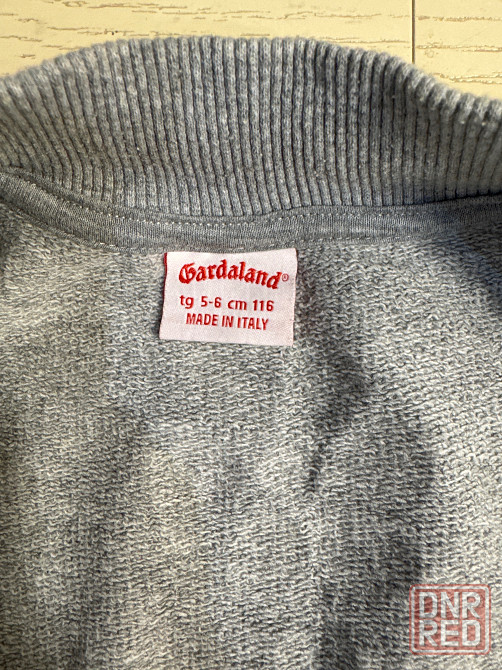 Gardaland®
tg 5-6 cm 116
MADE IN ITALY
DNR
RED